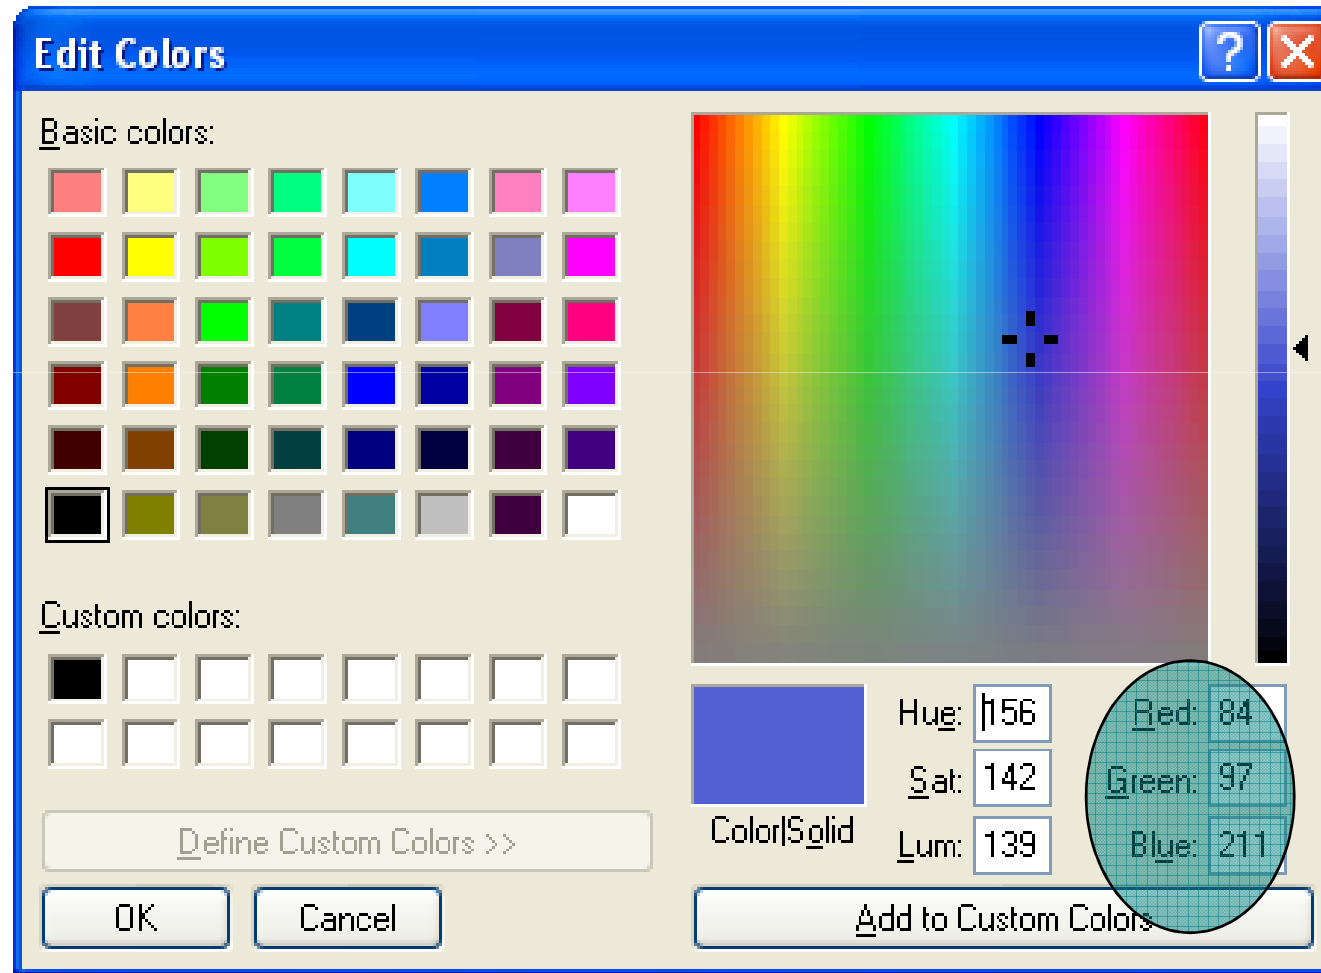 Edit Colors
?
Basic colors:
Custom colors:
Define Custom Colors >>
OK
Cancel
Color|Solid
Hue: 156
Sat: 142
Lum: 139
Red: 84
Green: 97
Blue: 211
Add to Custom Colors